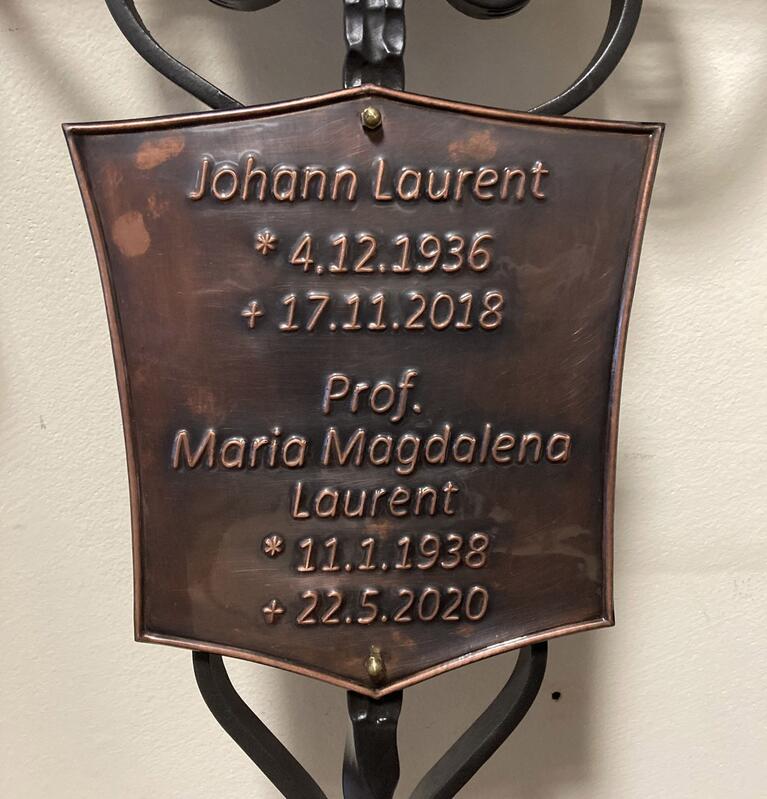 Johann Laurent
* 4.12.1936
+ 17.11.2018
Prof.
Maria Magdalena
Laurent
* 11.1.1938
+ 22.5.2020